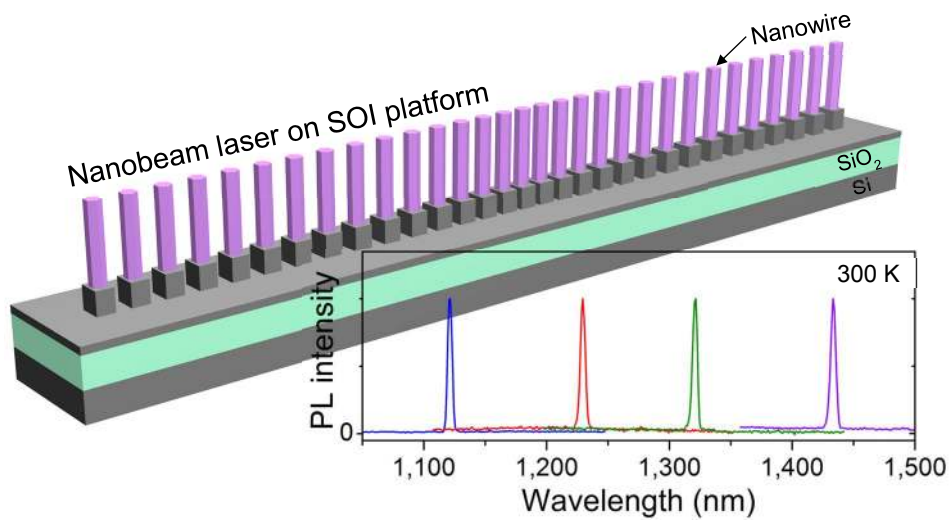 Nanowire
Nanobeam laser on SOI platform
SiO2
Si
300 K
PL intensity
0
1,100 1,200 1,300 1,400 1,500
Wavelength (nm)